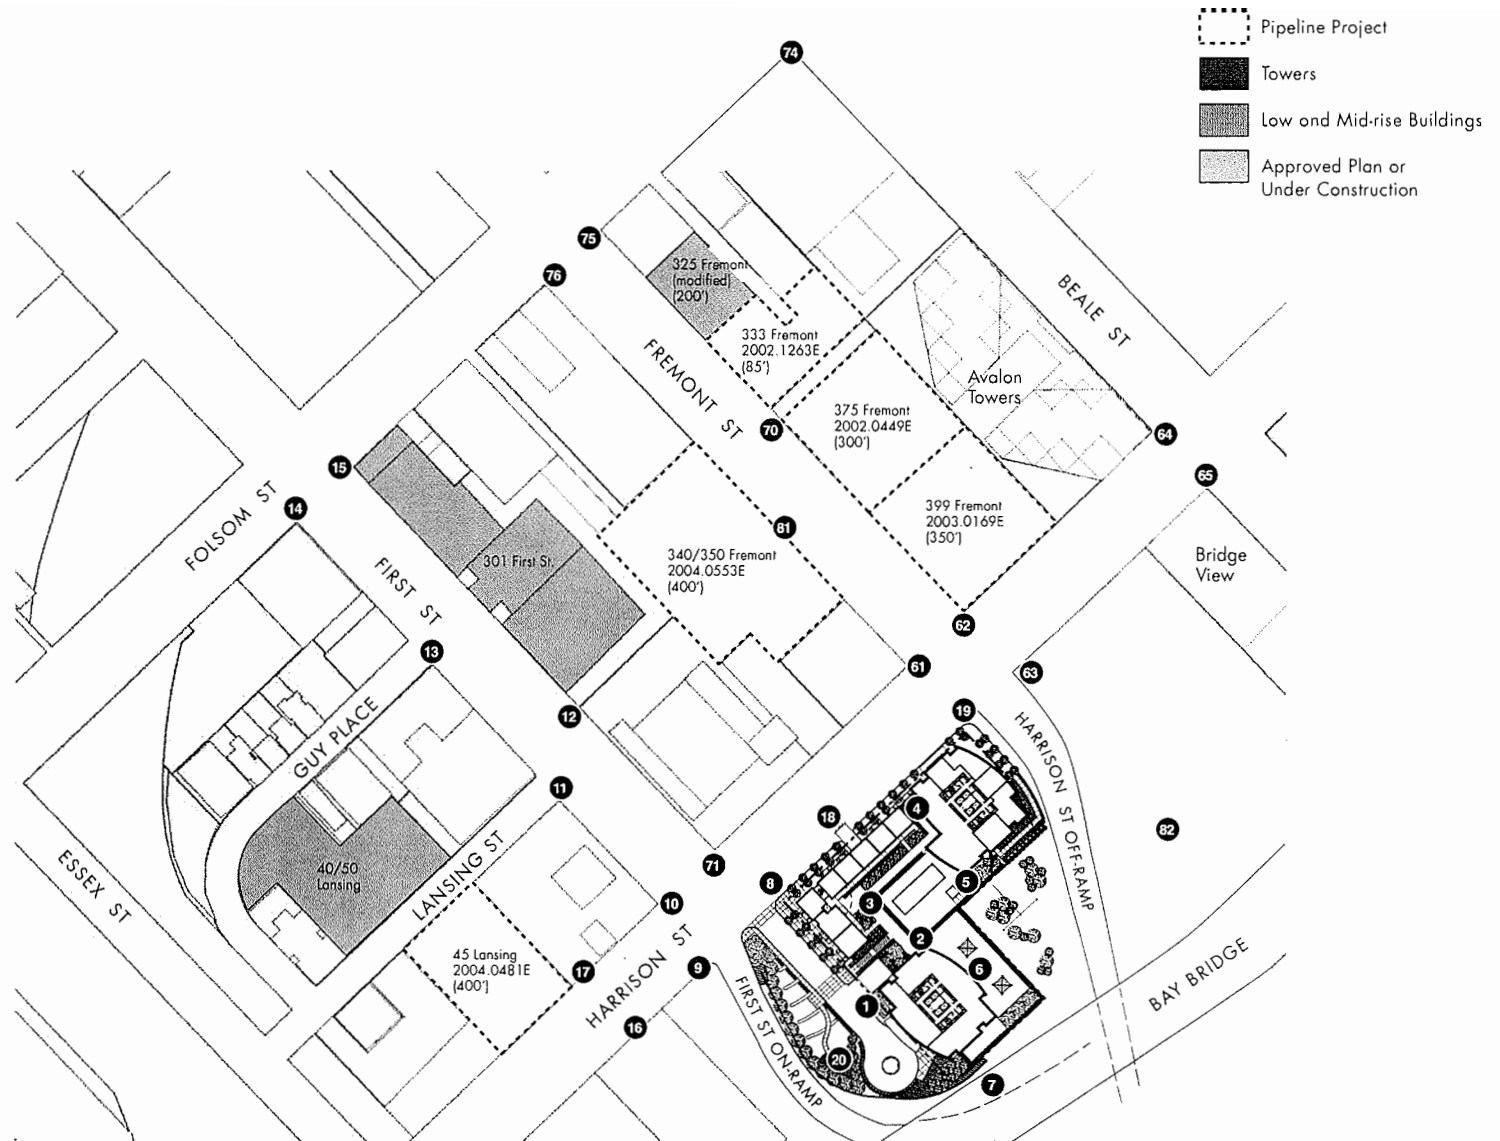 Pipeline Project
Towers
Low ond Mid-rise Buildings
Approved Plan or
Under Construction
74
75
76
325 Fremont
(modified)
(200')
333 Fremont
2002.1263E
(85')
BEALE ST
FREMONT ST
Avalon
Towers
375 Fremont
2002.0449E
(300')
70
64
65
15
14
FOLSOM ST
FIRST ST
301 First St.
81
340/350 Fremont
2004.0553E
(400')
399 Fremont
2003.0169E
(350')
Bridge
View
62
61
63
13
12
GUY PLACE
19
HARRISON ST OFF-RAMP
11
4
18
82
71
ESSEX ST
40/50
Lansing
LANSING ST
8
5
3
10
2
6
45 Lansing
2004.0481E
(400')
17
9
HARRISON ST
16
1
FIRST ST ON-RAMP
20
7
BAY BRIDGE